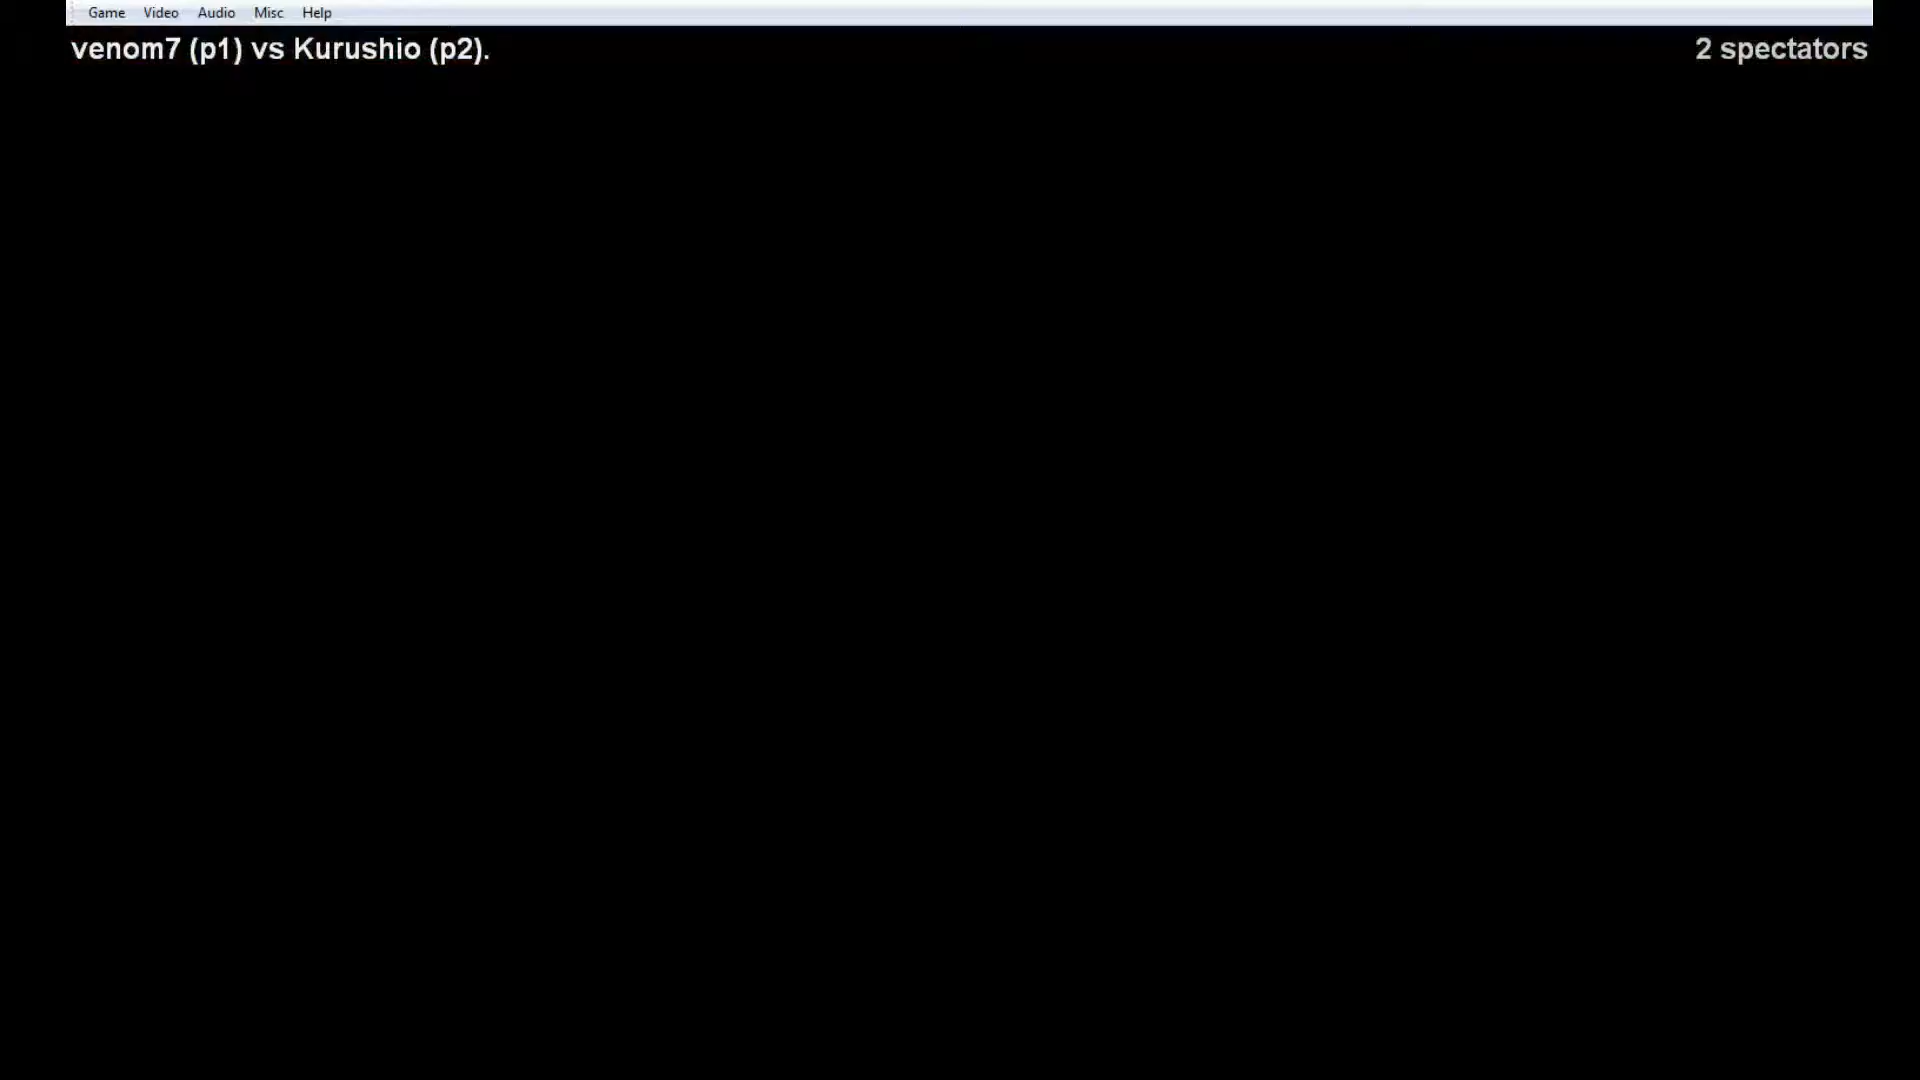 Game Video Audio Misc Help
venom7 (p1) vs Kurushio (p2). 2 spectators